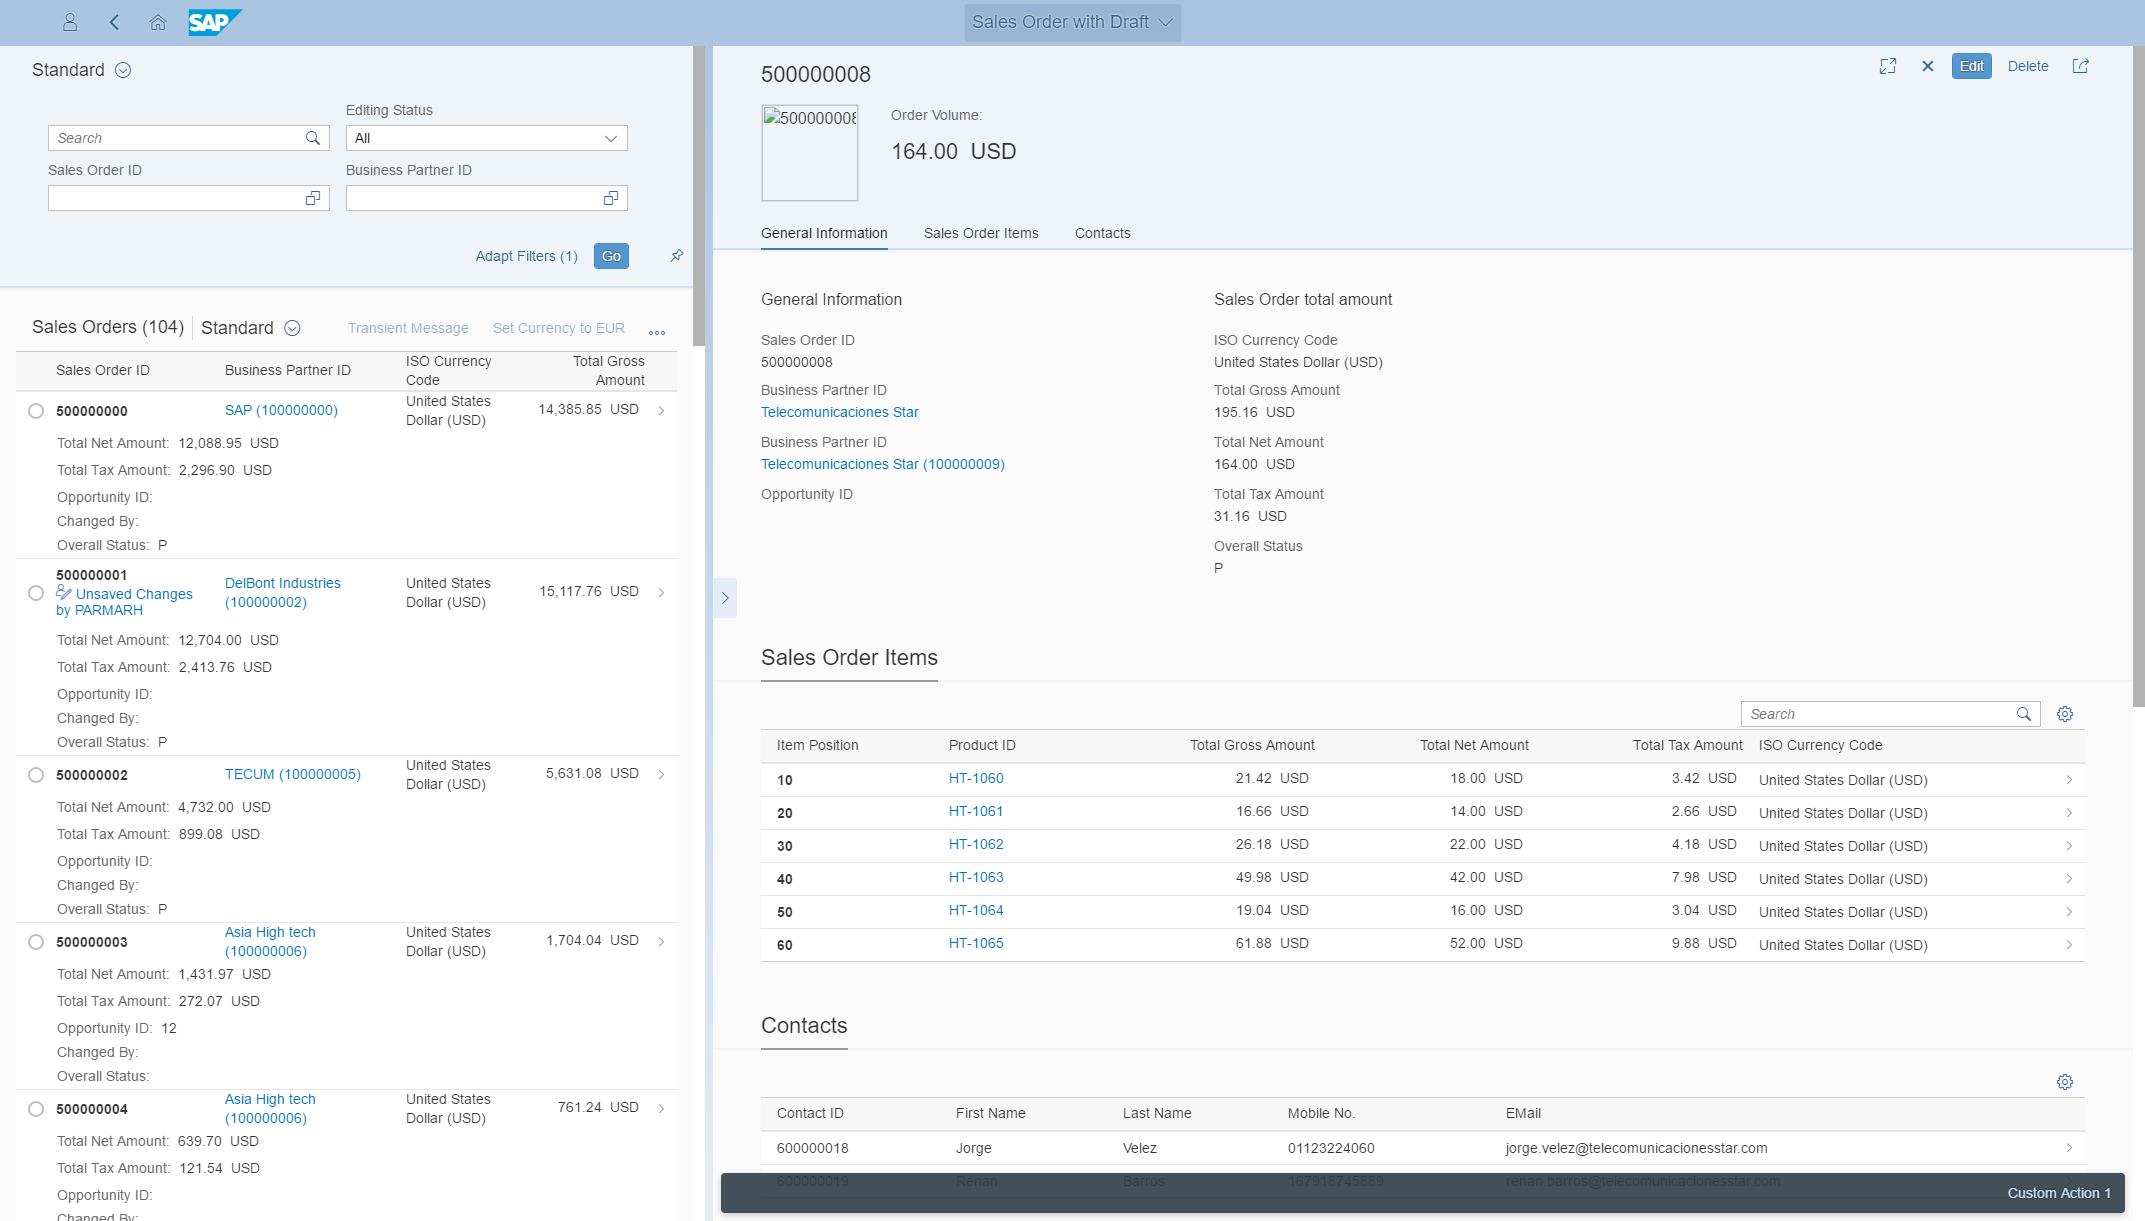 SAP
Sales Order with Draft
Standard
Editing Status
Search
All
Sales Order ID
Business Partner ID
Adapt Filters (1)
Go
Sales Orders (104)
Standard
Transient Message
Set Currency to EUR
Sales Order ID
Business Partner ID
ISO Currency
Code
Total Gross
Amount
500000000
SAP (100000000)
United States
Dollar (USD)
14,385.85 USD
Total Net Amount: 12,088.95 USD
Total Tax Amount: 2,296.90 USD
Opportunity ID:
Changed By:
Overall Status: P
500000001
Unsaved Changes
by PARMARH
DelBont Industries
(100000002)
United States
Dollar (USD)
15,117.76 USD
Total Net Amount: 12,704.00 USD
Total Tax Amount: 2,413.76 USD
Opportunity ID:
Changed By:
Overall Status: P
500000002
TECUM (100000005)
United States
Dollar (USD)
5,631.08 USD
Total Net Amount: 4,732.00 USD
Total Tax Amount: 899.08 USD
Opportunity ID:
Changed By:
Overall Status: P
500000003
Asia High tech
(100000006)
United States
Dollar (USD)
1,704.04 USD
Total Net Amount: 1,431.97 USD
Total Tax Amount: 272.07 USD
Opportunity ID: 12
Changed By:
Overall Status:
500000004
Asia High tech
(100000006)
United States
Dollar (USD)
761.24 USD
Total Net Amount: 639.70 USD
Total Tax Amount: 121.54 USD
Opportunity ID:
Changed By:
500000008
Edit
Delete
500000008
Order Volume:
164.00 USD
General Information
Sales Order Items
Contacts
General Information
Sales Order ID
500000008
Business Partner ID
Telecomunicaciones Star
Business Partner ID
Telecomunicaciones Star (100000009)
Opportunity ID
Sales Order total amount
ISO Currency Code
United States Dollar (USD)
Total Gross Amount
195.16 USD
Total Net Amount
164.00 USD
Total Tax Amount
31.16 USD
Overall Status
P
Sales Order Items
Search
Item Position Product ID Total Gross Amount Total Net Amount Total Tax Amount ISO Currency Code
10 HT-1060 21.42 USD 18.00 USD 3.42 USD United States Dollar (USD)
20 HT-1061 16.66 USD 14.00 USD 2.66 USD United States Dollar (USD)
30 HT-1062 26.18 USD 22.00 USD 4.18 USD United States Dollar (USD)
40 HT-1063 49.98 USD 42.00 USD 7.98 USD United States Dollar (USD)
50 HT-1064 19.04 USD 16.00 USD 3.04 USD United States Dollar (USD)
60 HT-1065 61.88 USD 52.00 USD 9.88 USD United States Dollar (USD)
Contacts
Contact ID First Name Last Name Mobile No. EMail
600000018 Jorge Velez 01123224060 jorge.velez@telecomunicacionesstar.com
600000019 Renan Barros 167918745889 renan.barros@telecomunicacionesstar.com
Custom Action 1